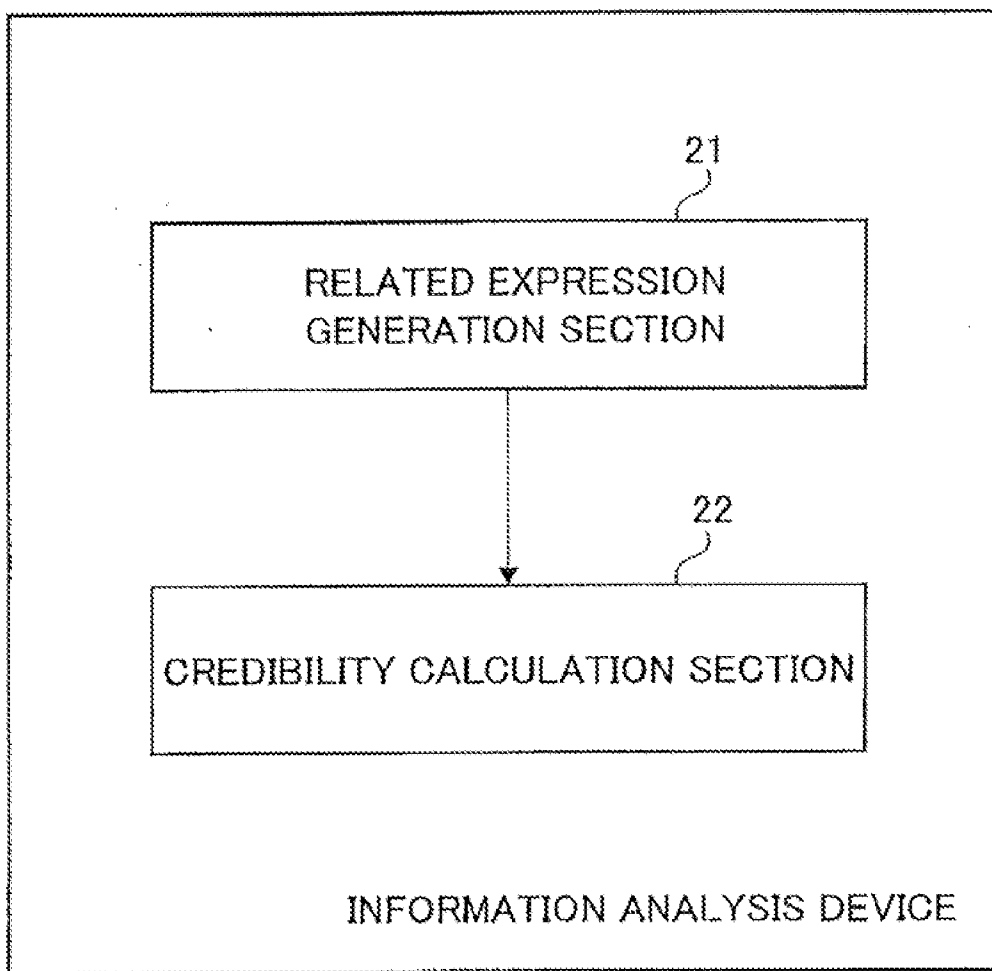 21
RELATED EXPRESSION
GENERATION SECTION
22
CREDIBILITY CALCULATION SECTION
INFORMATION ANALYSIS DEVICE